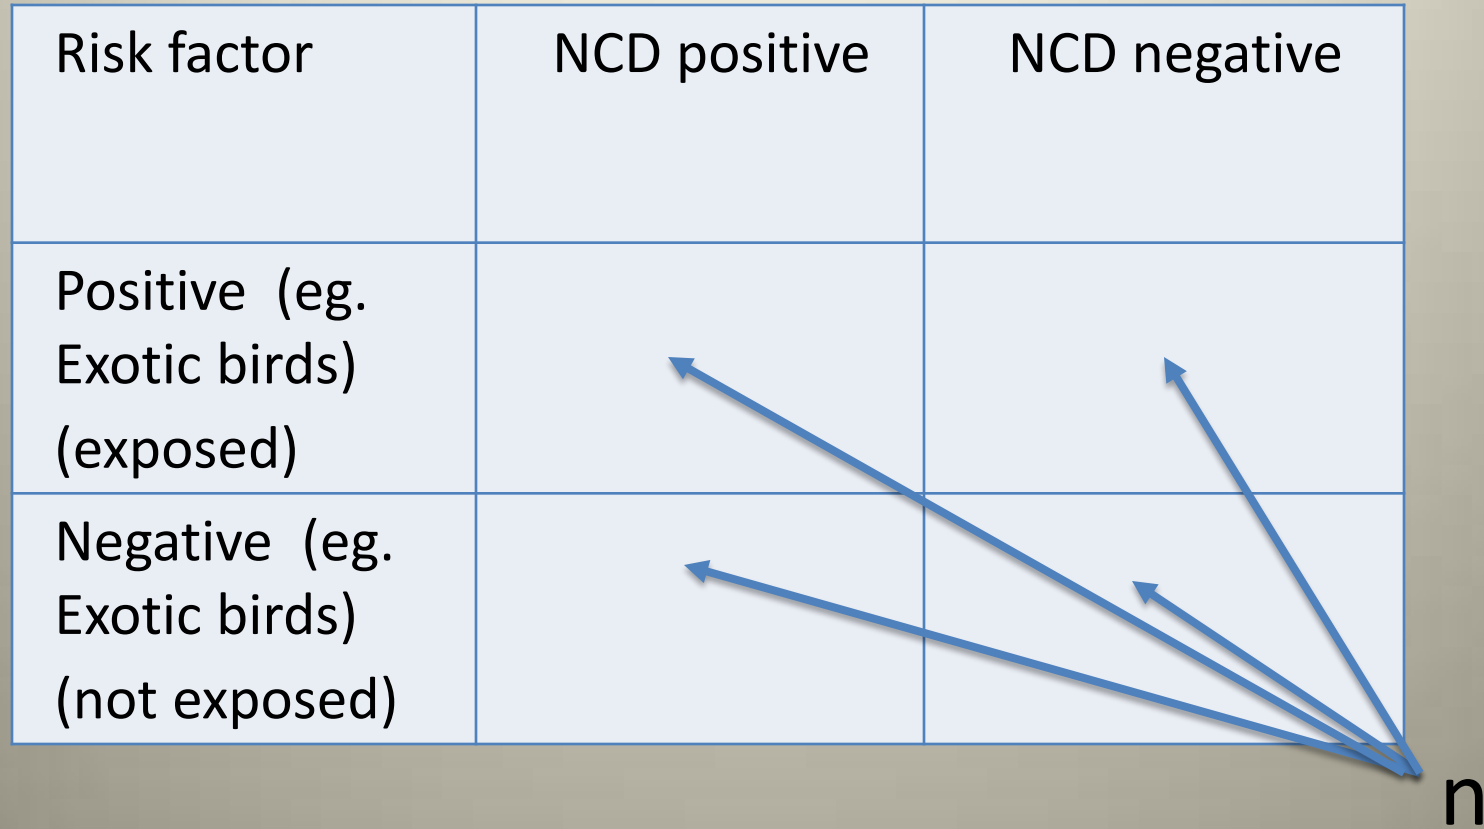 Risk factor
NCD positive
NCD negative
Positive  (eg.
Exotic birds)
(exposed)
Negative  (eg.
Exotic birds)
(not exposed)
n